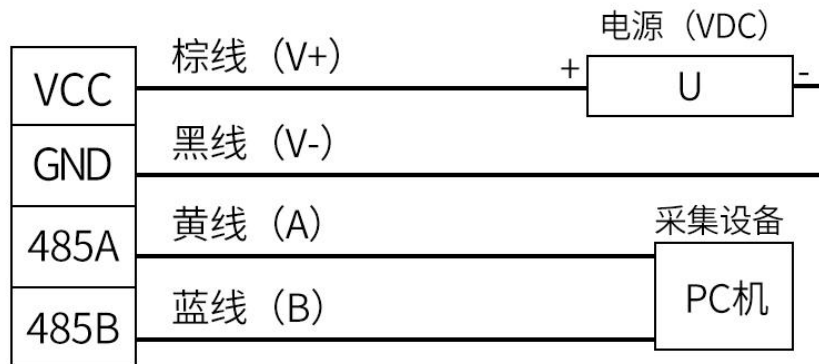 电源（VDC）
VCC 棕线（V+） + U -
GND 黑线（V-）
485A 黄线（A） 采集设备
485B 蓝线（B） PC机